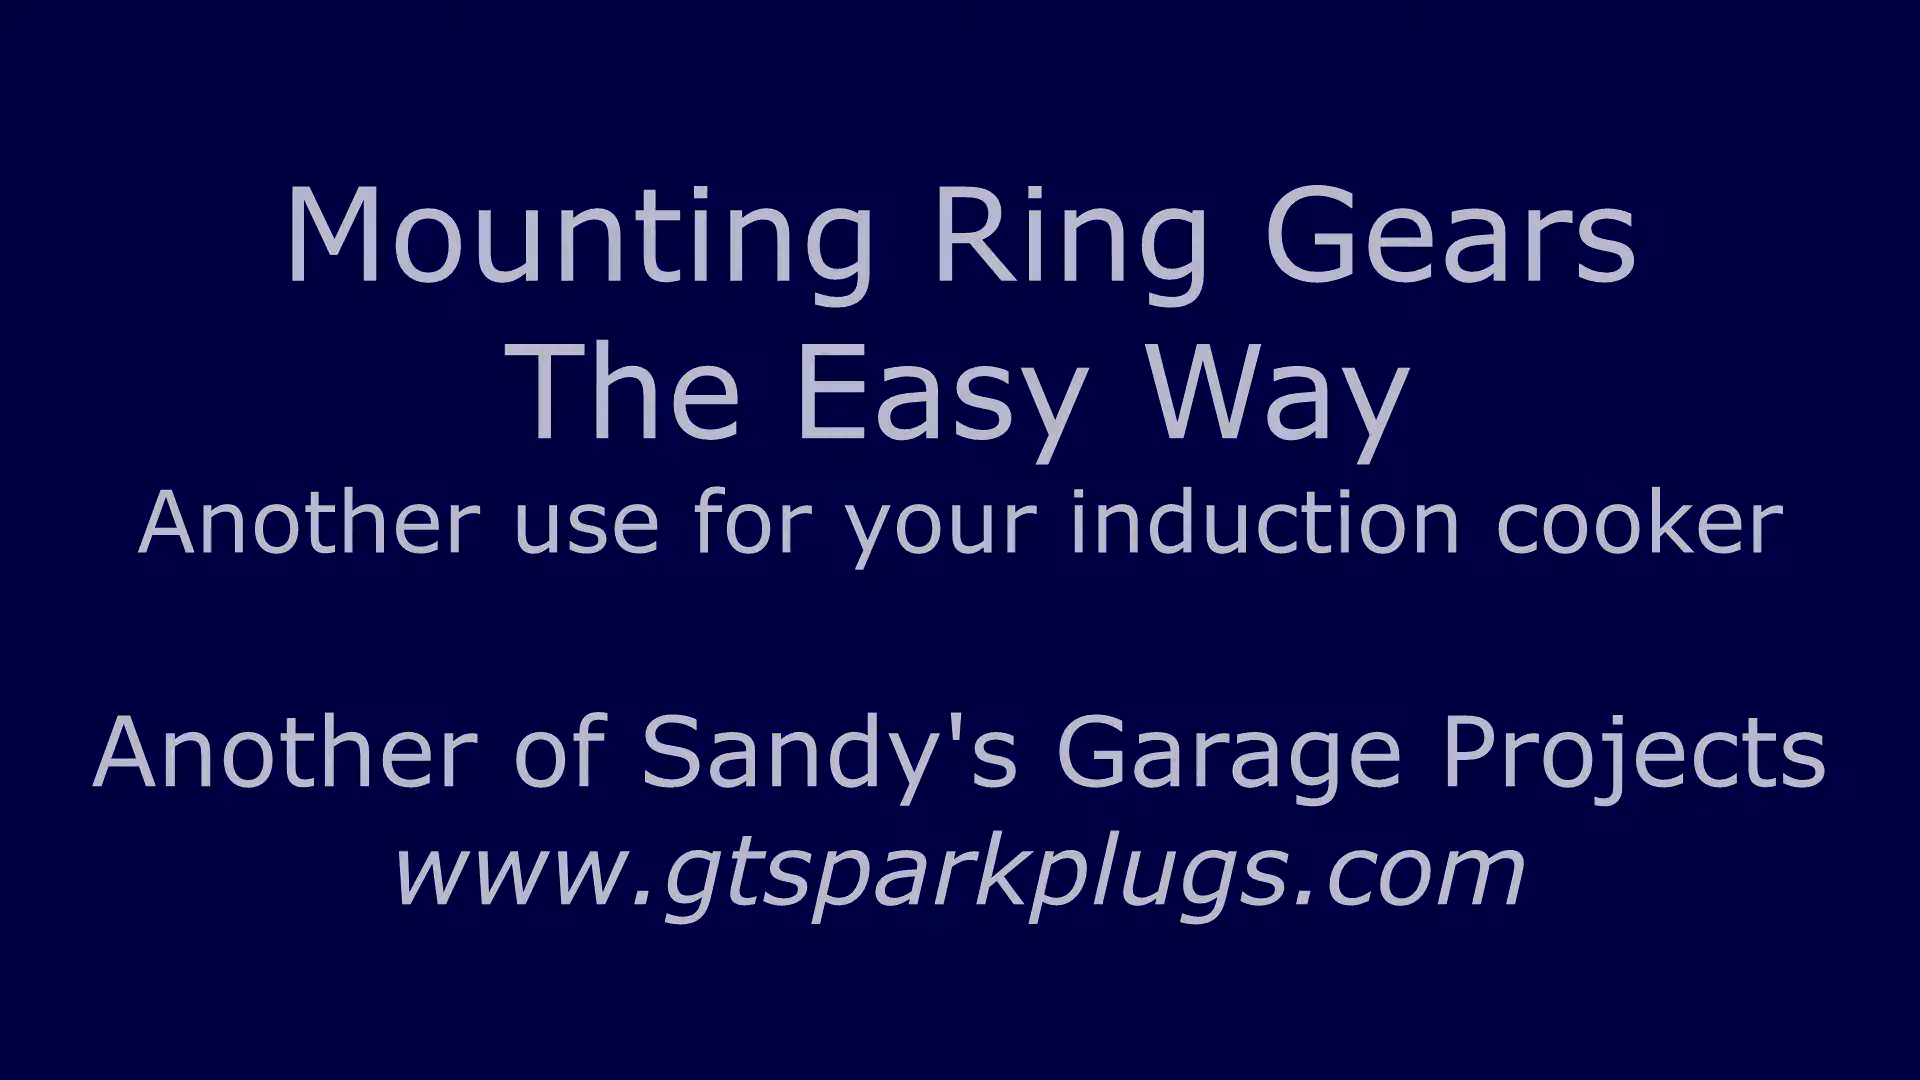 Mounting Ring Gears
The Easy Way
Another use for your induction cooker
Another of Sandy's Garage Projects
www.gtsparkplugs.com